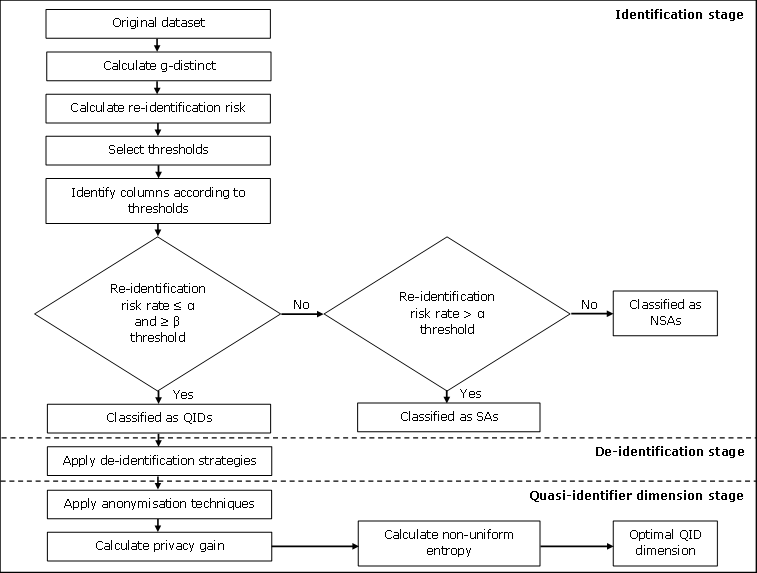 Identification stage
Original dataset
Calculate g-distinct
Calculate re-identification risk
Select thresholds
Identify columns according to
thresholds
Re-identification
risk rate ≤ α
and ≥ β
threshold
No
Re-identification
risk rate > α
threshold
No
Classified as
NSAs
Yes
Yes
Classified as QIDs
Classified as SAs
De-identification stage
Apply de-identification strategies
Quasi-identifier dimension stage
Apply anonymisation techniques
Calculate privacy gain
Calculate non-uniform
entropy
Optimal QID
dimension